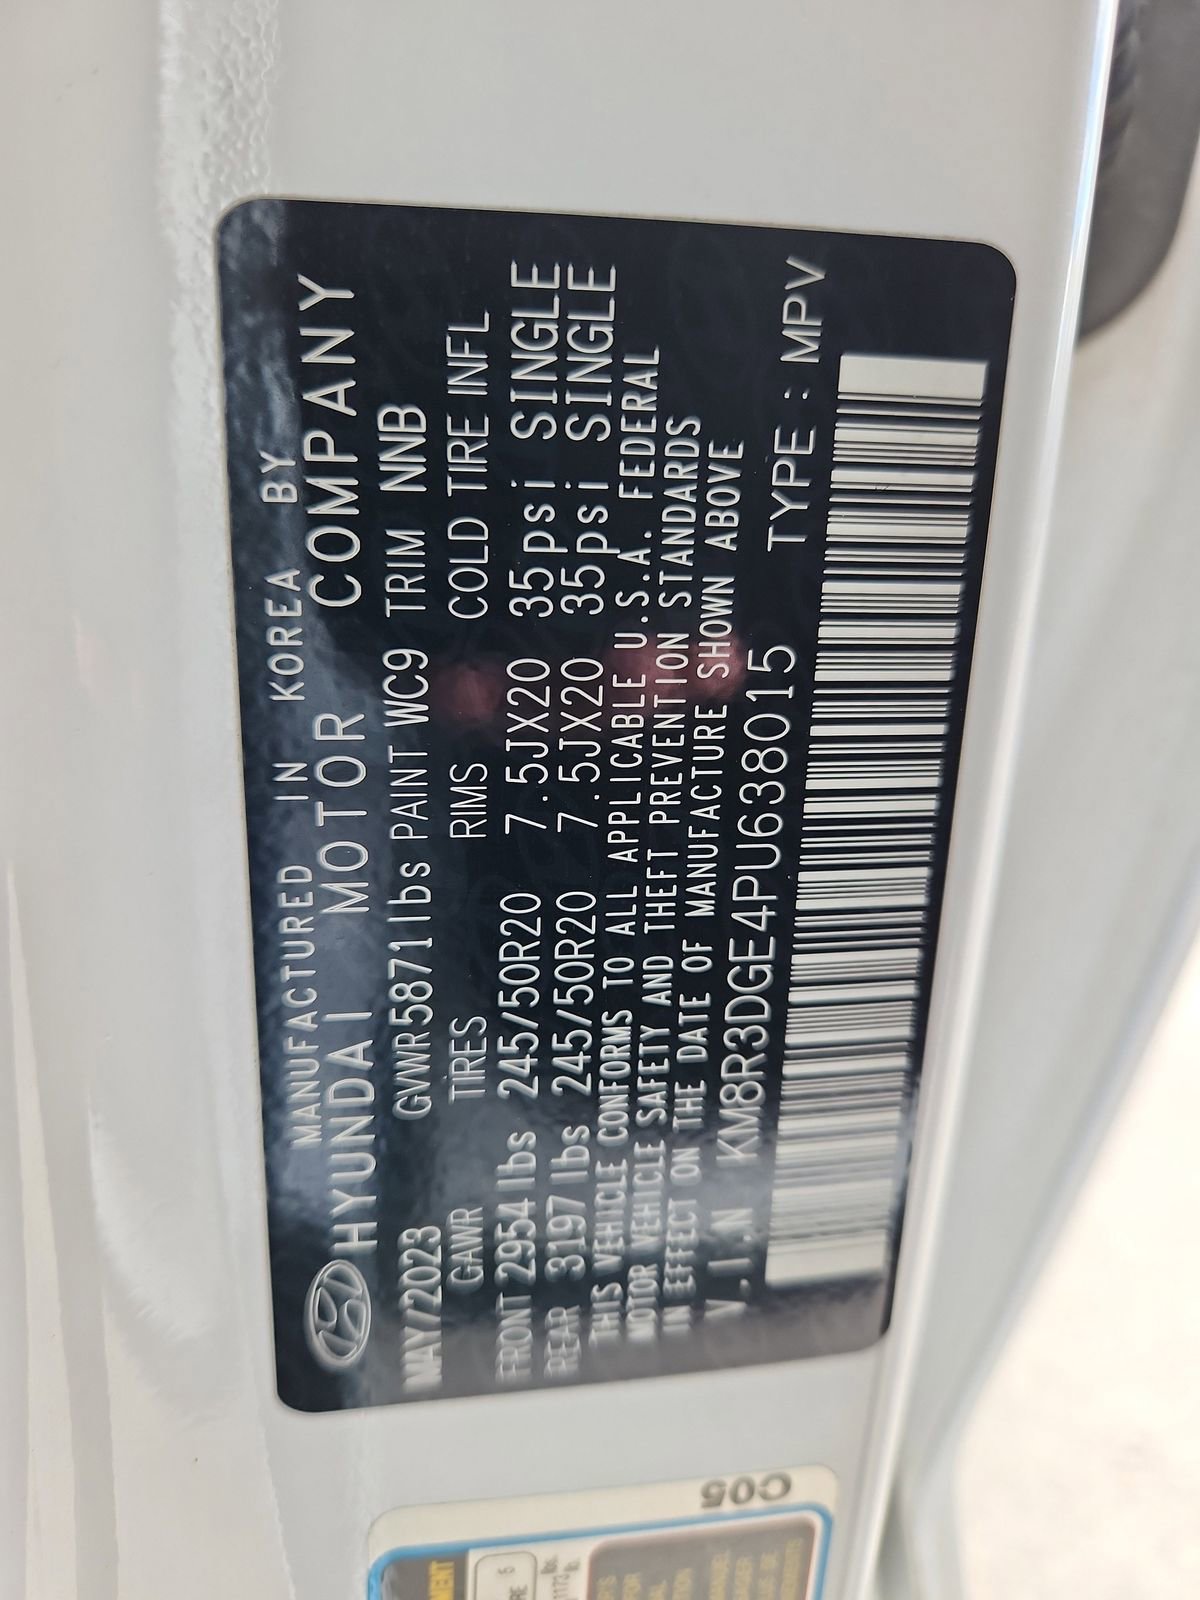 MANUFACTURED IN KOREA BY
HYUNDAI MOTOR COMPANY
MAY/2023 GVWR5871lbs PAINT WC9 TRIM NNB
GAWR TIRES RIMS COLD TIRE INFL
FRONT 2954 lbs 245/50R20 7.5JX20 35psi SINGLE
REAR 3197 lbs 245/50R20 7.5JX20 35psi SINGLE
THIS VEHICLE CONFORMS TO ALL APPLICABLE U.S.A. FEDERAL
MOTOR VEHICLE SAFETY AND THEFT PREVENTION STANDARDS
IN EFFECT ON THE DATE OF MANUFACTURE SHOWN ABOVE
V.I.N KM8R3DGE4PU638015 TYPE : MPV
C05